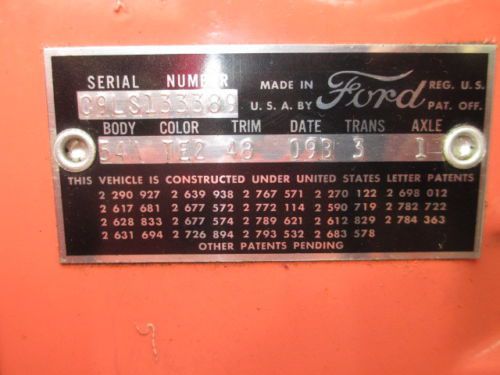 SERIAL NUMBER
C9LS133389
MADE IN
U.S.A. BY
Ford
REG. U.S.
PAT. OFF.
BODY COLOR TRIM DATE TRANS AXLE
54A TE2 48 09B 3 1
THIS VEHICLE IS CONSTRUCTED UNDER UNITED STATES LETTER PATENTS
2 290 927 2 639 938 2 767 571 2 270 122 2 698 012
2 617 681 2 677 572 2 772 114 2 590 719 2 782 722
2 628 833 2 677 574 2 789 621 2 612 829 2 784 363
2 631 694 2 726 894 2 793 532 2 683 578
OTHER PATENTS PENDING